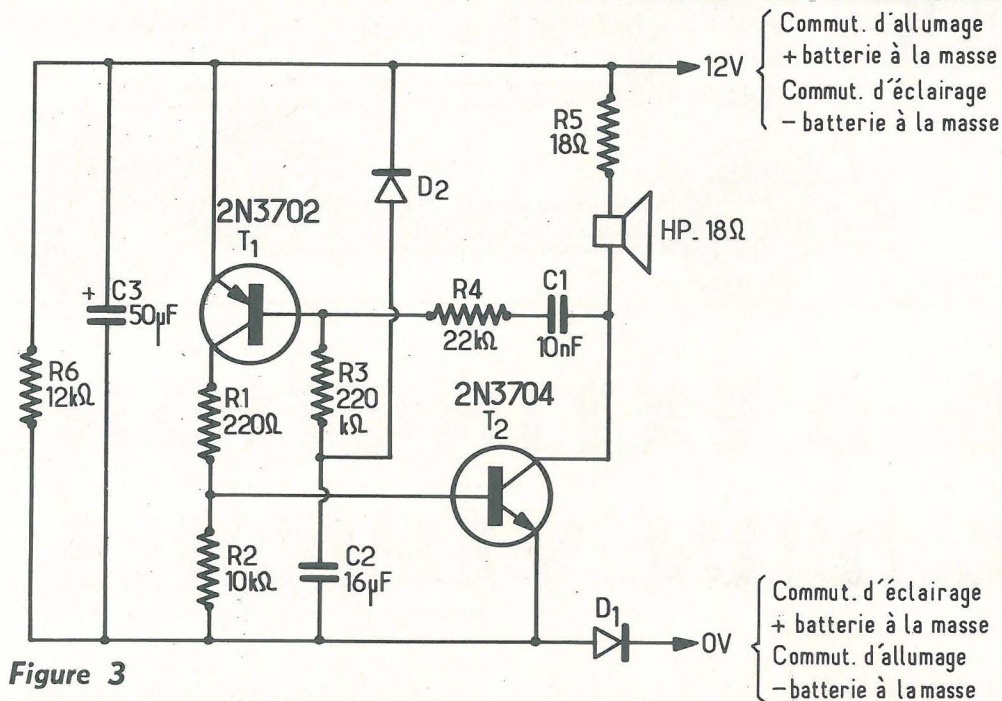 Commut. d'allumage
+ batterie à la masse
Commut. d'éclairage
– batterie à la masse
12V
R5
18Ω
D2
2N3702
T1
HP_ 18Ω
+ C3
50µF
R4
22kΩ
C1
10nF
R6
12kΩ
R1
220Ω
R3
220
kΩ
2N3704
T2
R2
10kΩ
C2
16µF
D1
0V
Commut. d'éclairage
+ batterie à la masse
Commut. d'allumage
– batterie à la masse
Figure 3